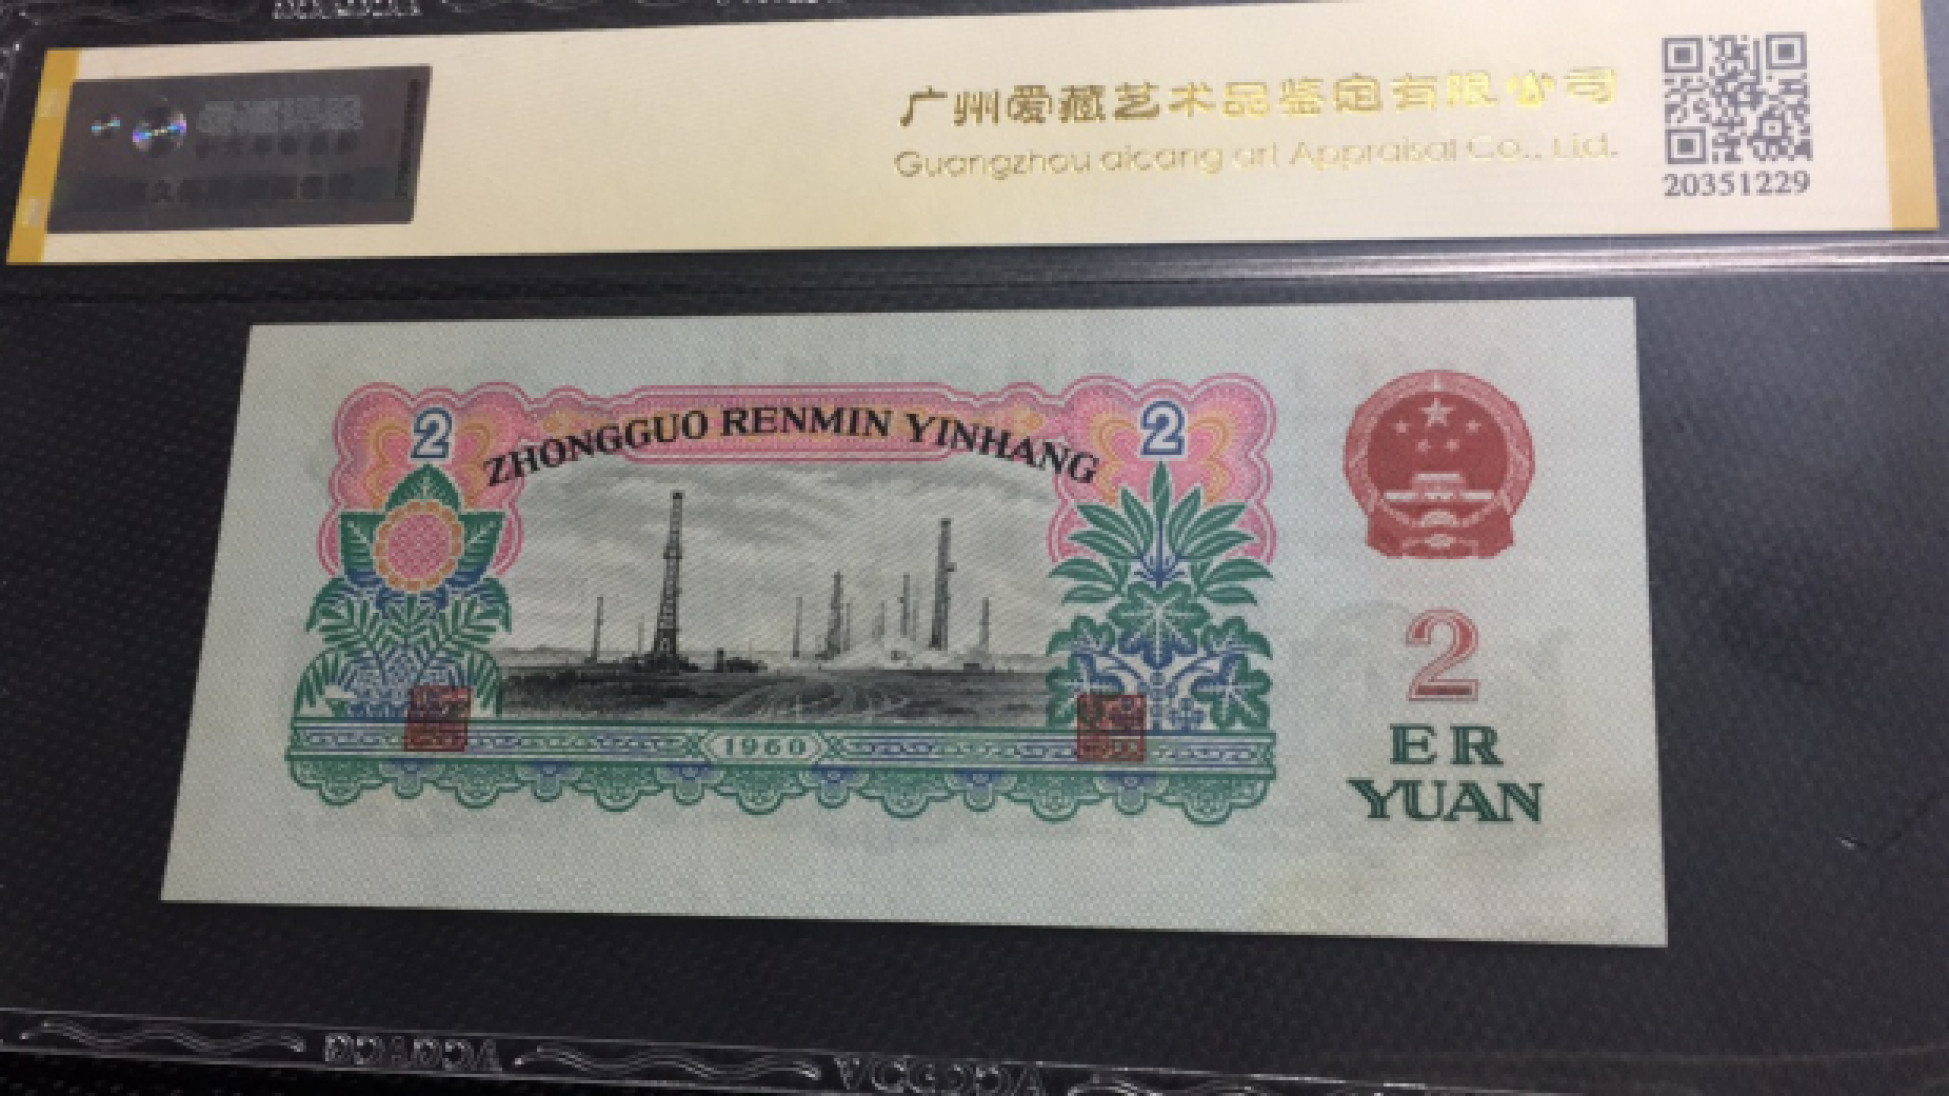 广州爱藏艺术品鉴定有限公司
Guangzhou aicang art Appraisal Co., Ltd.
20351229
2
ZHONGGUO RENMIN YINHANG
2
1960
2
ER
YUAN